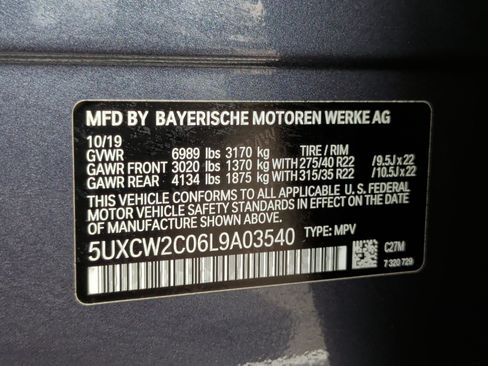 MFD BY BAYERISCHE MOTOREN WERKE AG
10/19 TIRE / RIM
GVWR 6989 lbs 3170 kg
GAWR FRONT 3020 lbs 1370 kg WITH 275/40 R22 /9.5J x 22
GAWR REAR 4134 lbs 1875 kg WITH 315/35 R22 /10.5J x 22
THIS VEHICLE CONFORMS TO ALL APPLICABLE U. S. FEDERAL
MOTOR VEHICLE SAFETY STANDARDS IN EFFECT ON THE DATE
OF MANUFACTURE SHOWN ABOVE.
5UXCW2C06L9A03540 TYPE: MPV
C27M
7 320 729